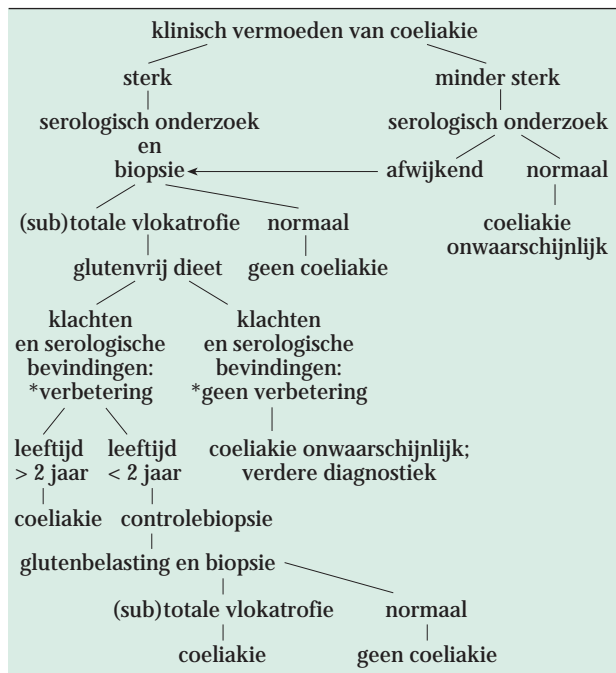 klinisch vermoeden van coeliakie
sterk minder sterk
serologisch onderzoek serologisch onderzoek
en
biopsie afwijkend normaal
(sub)totale vlokatrofie normaal coeliakie
onwaarschijnlijk
glutenvrij dieet geen coeliakie
klachten klachten
en serologische en serologische
bevindingen: bevindingen:
*verbetering *geen verbetering
leeftijd leeftijd coeliakie onwaarschijnlijk;
> 2 jaar < 2 jaar verdere diagnostiek
coeliakie controlebiopsie
glutenbelasting en biopsie
(sub)totale vlokatrofie normaal
coeliakie geen coeliakie